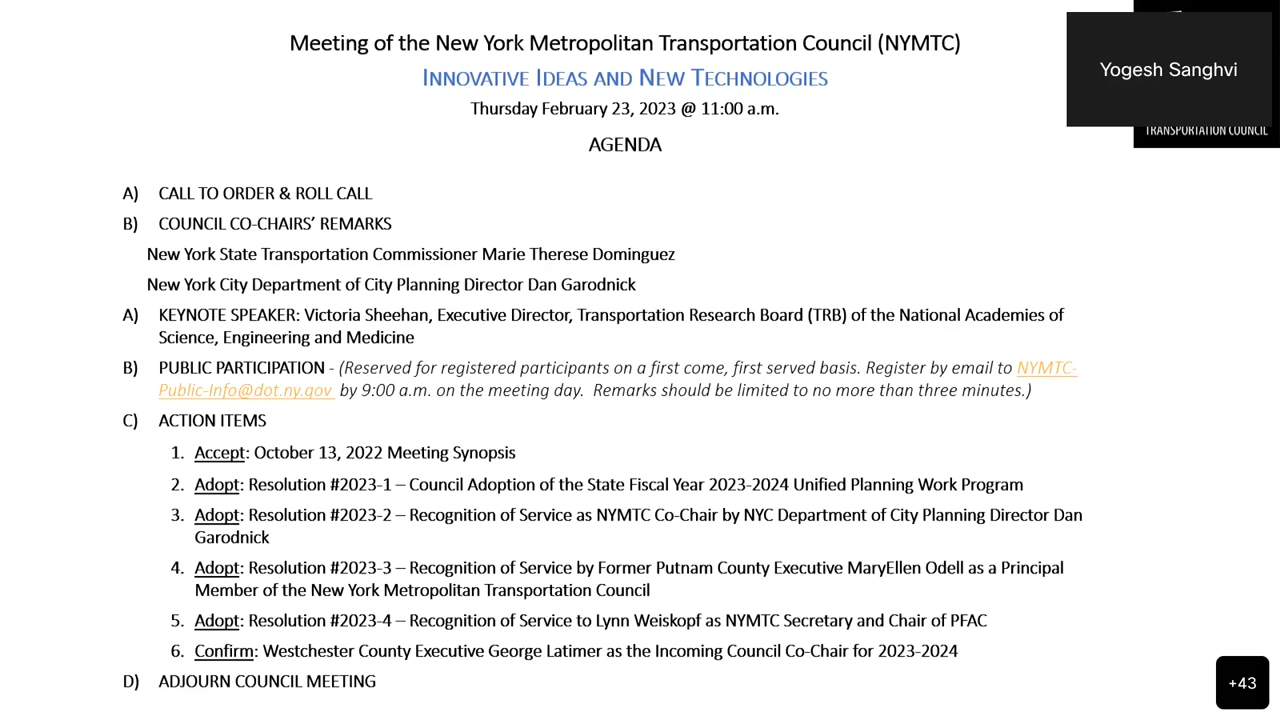 Meeting of the New York Metropolitan Transportation Council (NYMTC)
INNOVATIVE IDEAS AND NEW TECHNOLOGIES
Thursday February 23, 2023 @ 11:00 a.m.
AGENDA
Yogesh Sanghvi
TRANSPORTATION COUNCIL
A) CALL TO ORDER & ROLL CALL
B) COUNCIL CO-CHAIRS’ REMARKS
New York State Transportation Commissioner Marie Therese Dominguez
New York City Department of City Planning Director Dan Garodnick
A) KEYNOTE SPEAKER: Victoria Sheehan, Executive Director, Transportation Research Board (TRB) of the National Academies of
Science, Engineering and Medicine
B) PUBLIC PARTICIPATION - (Reserved for registered participants on a first come, first served basis. Register by email to NYMTC-
Public-Info@dot.ny.gov by 9:00 a.m. on the meeting day. Remarks should be limited to no more than three minutes.)
C) ACTION ITEMS
1. Accept: October 13, 2022 Meeting Synopsis
2. Adopt: Resolution #2023-1 – Council Adoption of the State Fiscal Year 2023-2024 Unified Planning Work Program
3. Adopt: Resolution #2023-2 – Recognition of Service as NYMTC Co-Chair by NYC Department of City Planning Director Dan
Garodnick
4. Adopt: Resolution #2023-3 – Recognition of Service by Former Putnam County Executive MaryEllen Odell as a Principal
Member of the New York Metropolitan Transportation Council
5. Adopt: Resolution #2023-4 – Recognition of Service to Lynn Weiskopf as NYMTC Secretary and Chair of PFAC
6. Confirm: Westchester County Executive George Latimer as the Incoming Council Co-Chair for 2023-2024
D) ADJOURN COUNCIL MEETING
+43